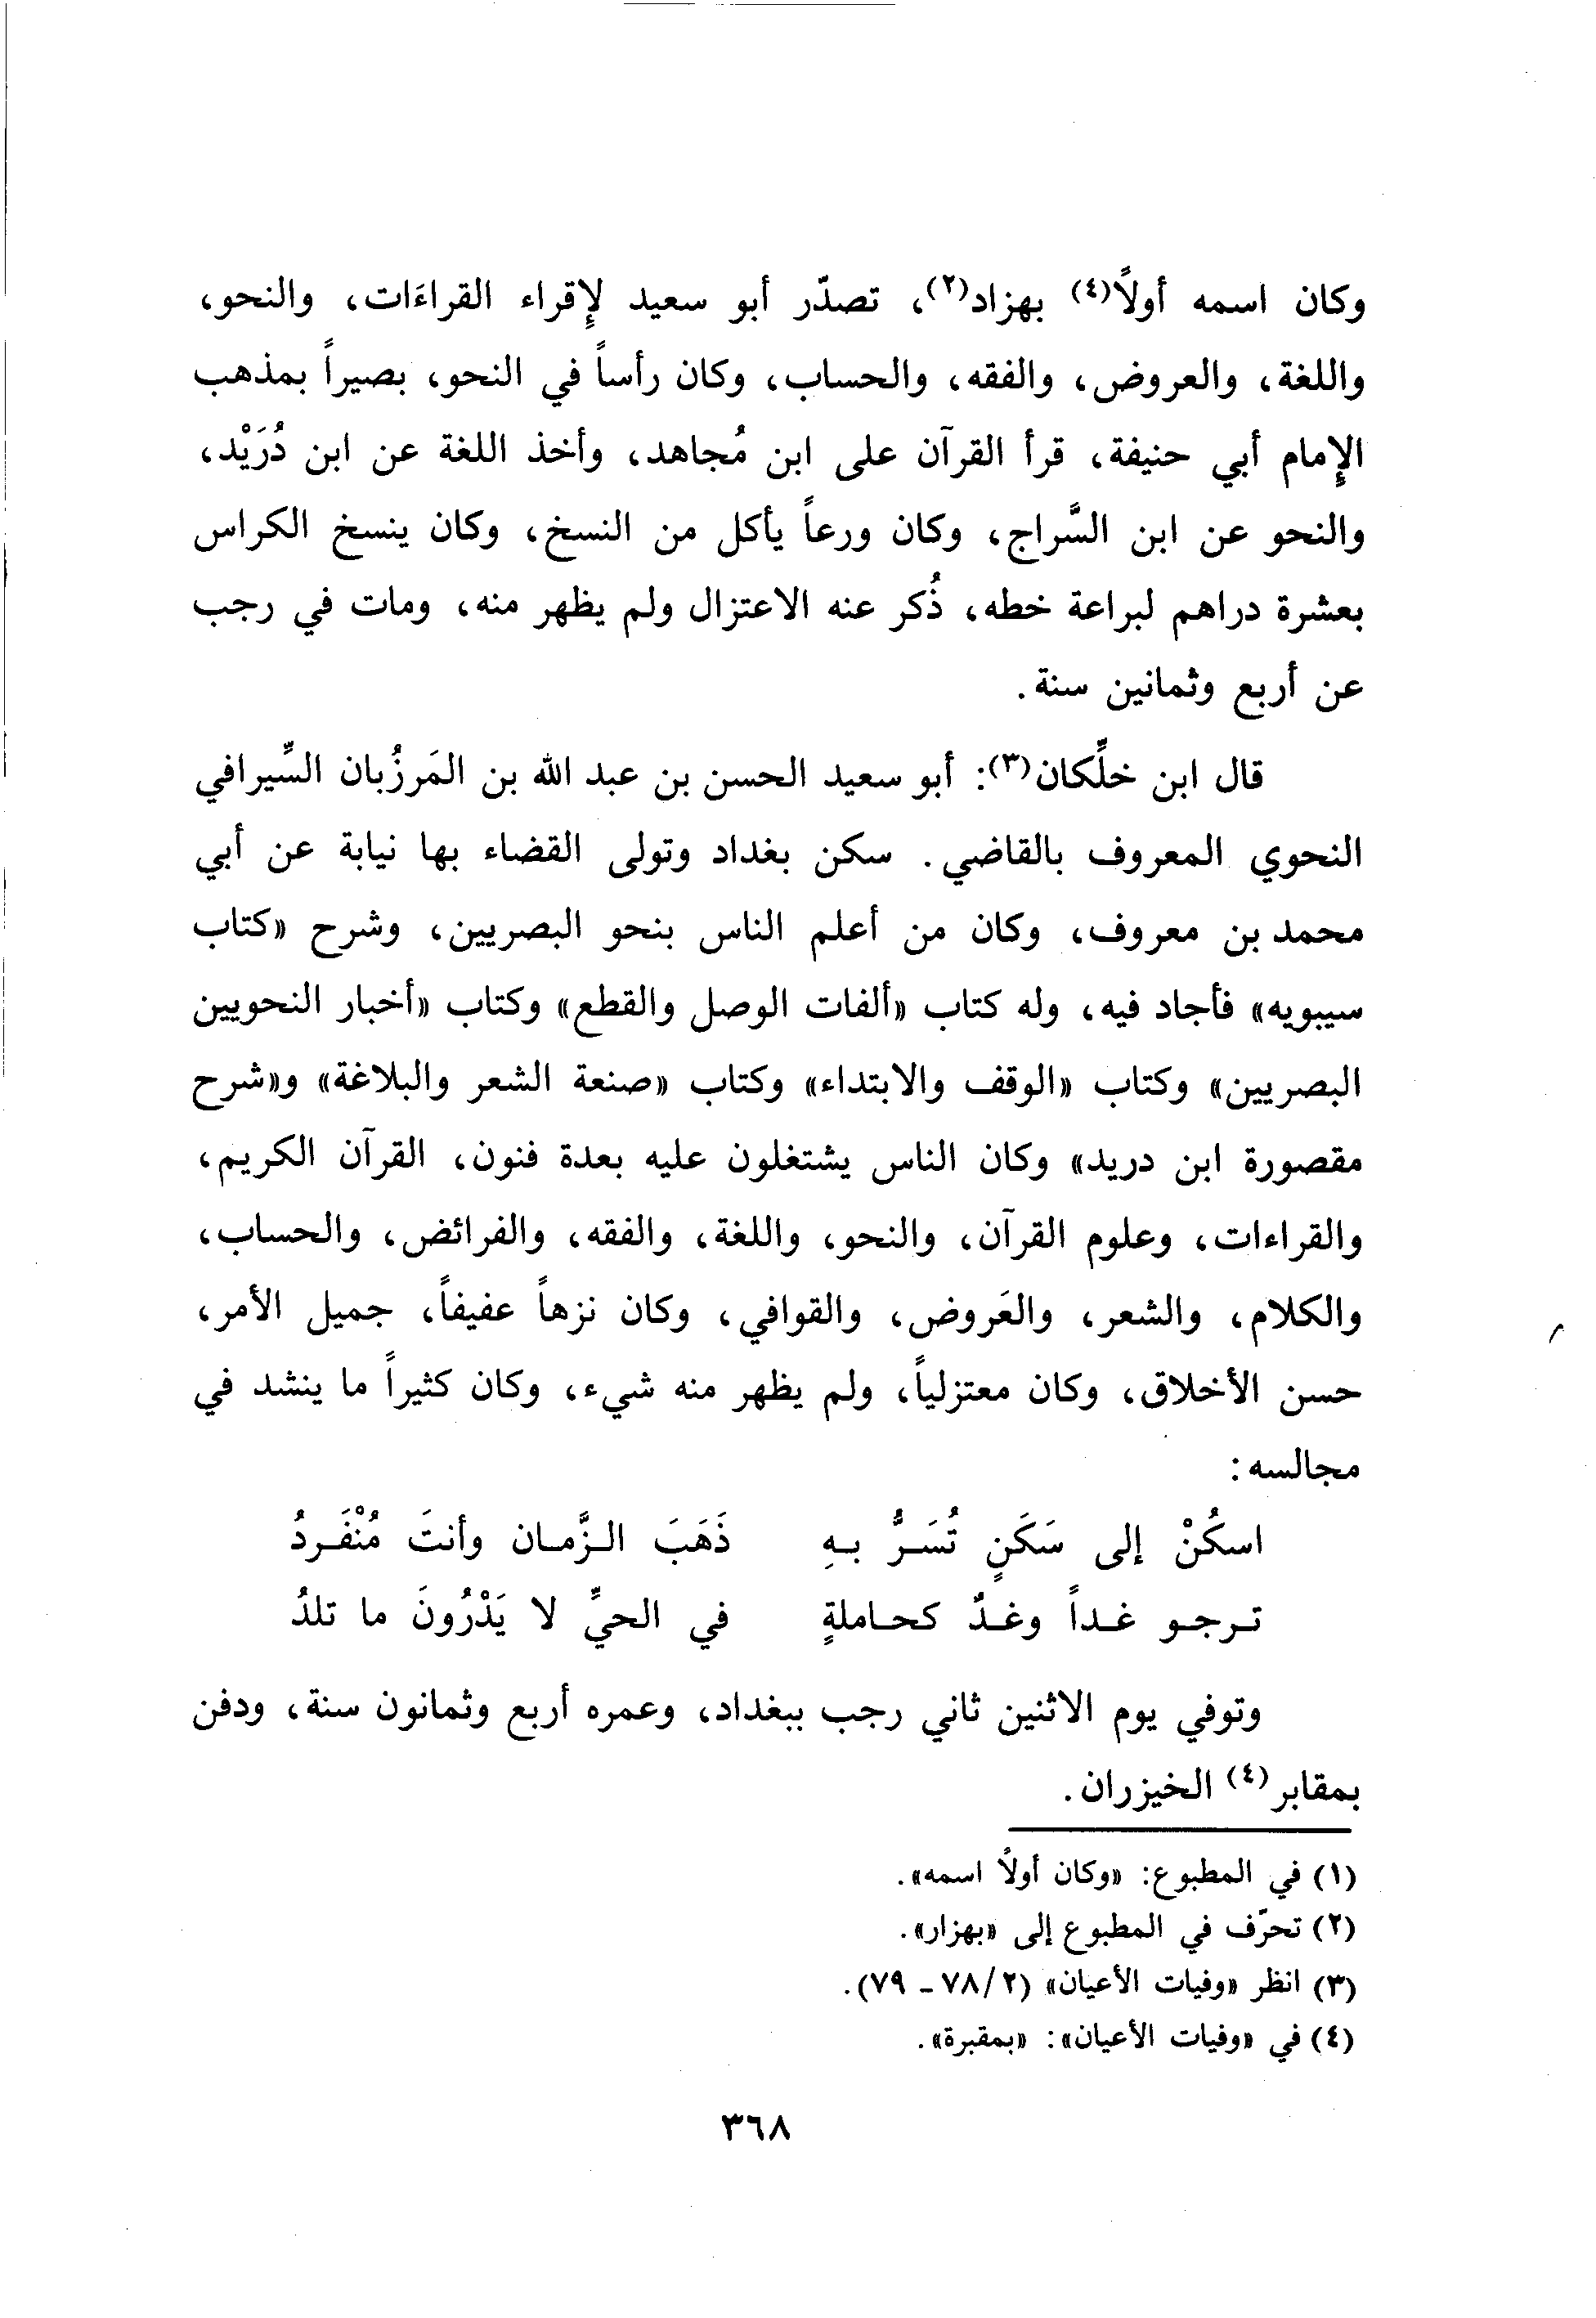 وكان اسمه أولاً(٤) بهزاد(٢)، تصدّر أبو سعيد لإقراء القراءَات، والنحو،
واللغة، والعروض، والفقه، والحساب، وكان رأساً في النحو، بصيراً بمذهب
الإمام أبي حنيفة، قرأ القرآن على ابن مُجاهد، وأخذ اللغة عن ابن دُرَيْد،
والنحو عن ابن السَّراج، وكان ورعاً يأكل من النسخ، وكان ينسخ الكراس
بعشرة دراهم لبراعة خطه، ذُكر عنه الاعتزال ولم يظهر منه، ومات في رجب
عن أربع وثمانين سنة.
قال ابن خلِّكان(٣): أبو سعيد الحسن بن عبد الله بن المَرزُبان السِّيرافي
النحوي المعروف بالقاضي. سكن بغداد وتولى القضاء بها نيابة عن أبي
محمد بن معروف، وكان من أعلم الناس بنحو البصريين، وشرح «كتاب
سيبويه» فأجاد فيه، وله كتاب «ألفات الوصل والقطع» وكتاب «أخبار النحويين
البصريين» وكتاب «الوقف والابتداء» وكتاب «صنعة الشعر والبلاغة» و«شرح
مقصورة ابن دريد» وكان الناس يشتغلون عليه بعدة فنون، القرآن الكريم،
والقراءات، وعلوم القرآن، والنحو، واللغة، والفقه، والفرائض، والحساب،
والكلام، والشعر، والعَروض، والقوافي، وكان نزهاً عفيفاً، جميل الأمر،
حسن الأخلاق، وكان معتزلياً، ولم يظهر منه شيء، وكان كثيراً ما ينشد في
مجالسه:
اسكُنْ إلى سَكَنٍ تُسَـرُّ بـهِ ذَهَبَ الـزَّمـان وأنتَ مُنْفَـردُ
تـرجـو غـداً وغـدٌ كحـاملةٍ في الحيِّ لا يَدْرُونَ ما تلدُ
وتوفي يوم الاثنين ثاني رجب ببغداد، وعمره أربع وثمانون سنة، ودفن
بمقابر(٤) الخيزران.
(١) في المطبوع: «وكان أولاً اسمه».
(٢) تحرّف في المطبوع إلى «بهزار».
(٣) انظر «وفيات الأعيان» (٢/ ٧٨ - ٧٩).
(٤) في «وفيات الأعيان»: «بمقبرة».
٣٦٨